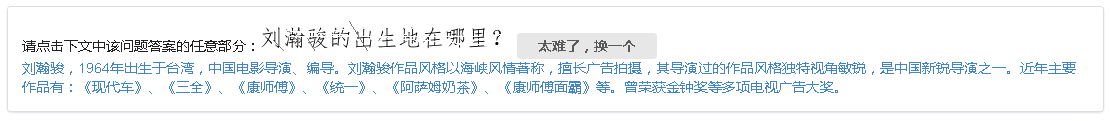 请点击下文中该问题答案的任意部分：刘瀚骏的出生地在哪里？ 太难了，换一个
刘瀚骏，1964年出生于台湾，中国电影导演、编导。刘瀚骏作品风格以海峡风情著称，擅长广告拍摄，其导演过的作品风格独特视角敏锐，是中国新锐导演之一。近年主要
作品有：《现代车》、《三全》、《康师傅》、《统一》、《阿萨姆奶茶》、《康师傅面霸》等。曾荣获金钟奖等多项电视广告大奖。